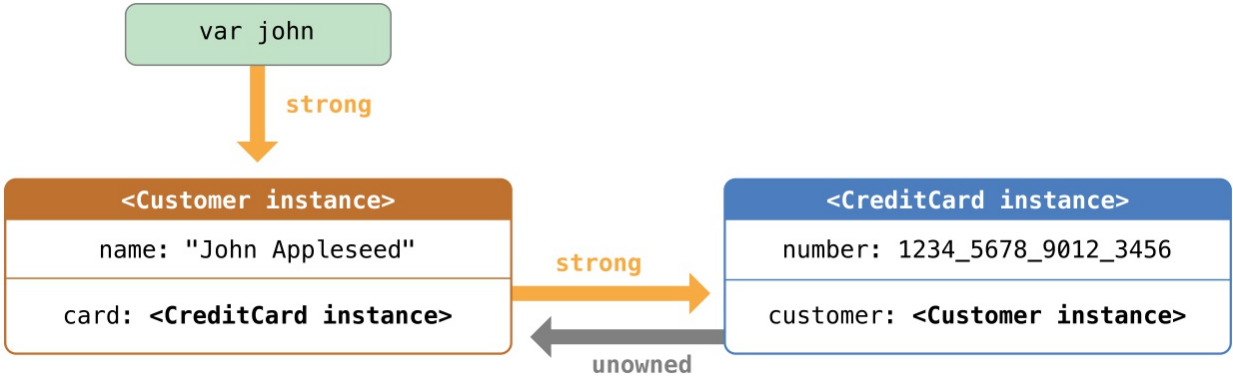 var john
strong
<Customer instance>
name: "John Appleseed"
card: <CreditCard instance>
strong
unowned
<CreditCard instance>
number: 1234_5678_9012_3456
customer: <Customer instance>